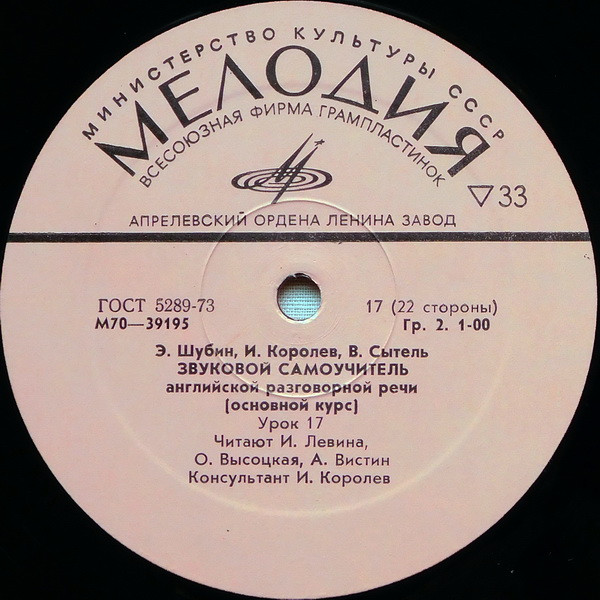 МИНИСТЕРСТВО КУЛЬТУРЫ СССР
МЕЛОДИЯ
ВСЕСОЮЗНАЯ ФИРМА ГРАМПЛАСТИНОК
▽33
АПРЕЛЕВСКИЙ ОРДЕНА ЛЕНИНА ЗАВОД
ГОСТ 5289-73
17 (22 стороны)
М70—39195
Гр. 2. 1-00
Э. Шубин, И. Королев, В. Сытель
ЗВУКОВОЙ САМОУЧИТЕЛЬ
английской разговорной речи
(основной курс)
Урок 17
Читают И. Левина,
О. Высоцкая, А. Вистин
Консультант И. Королев